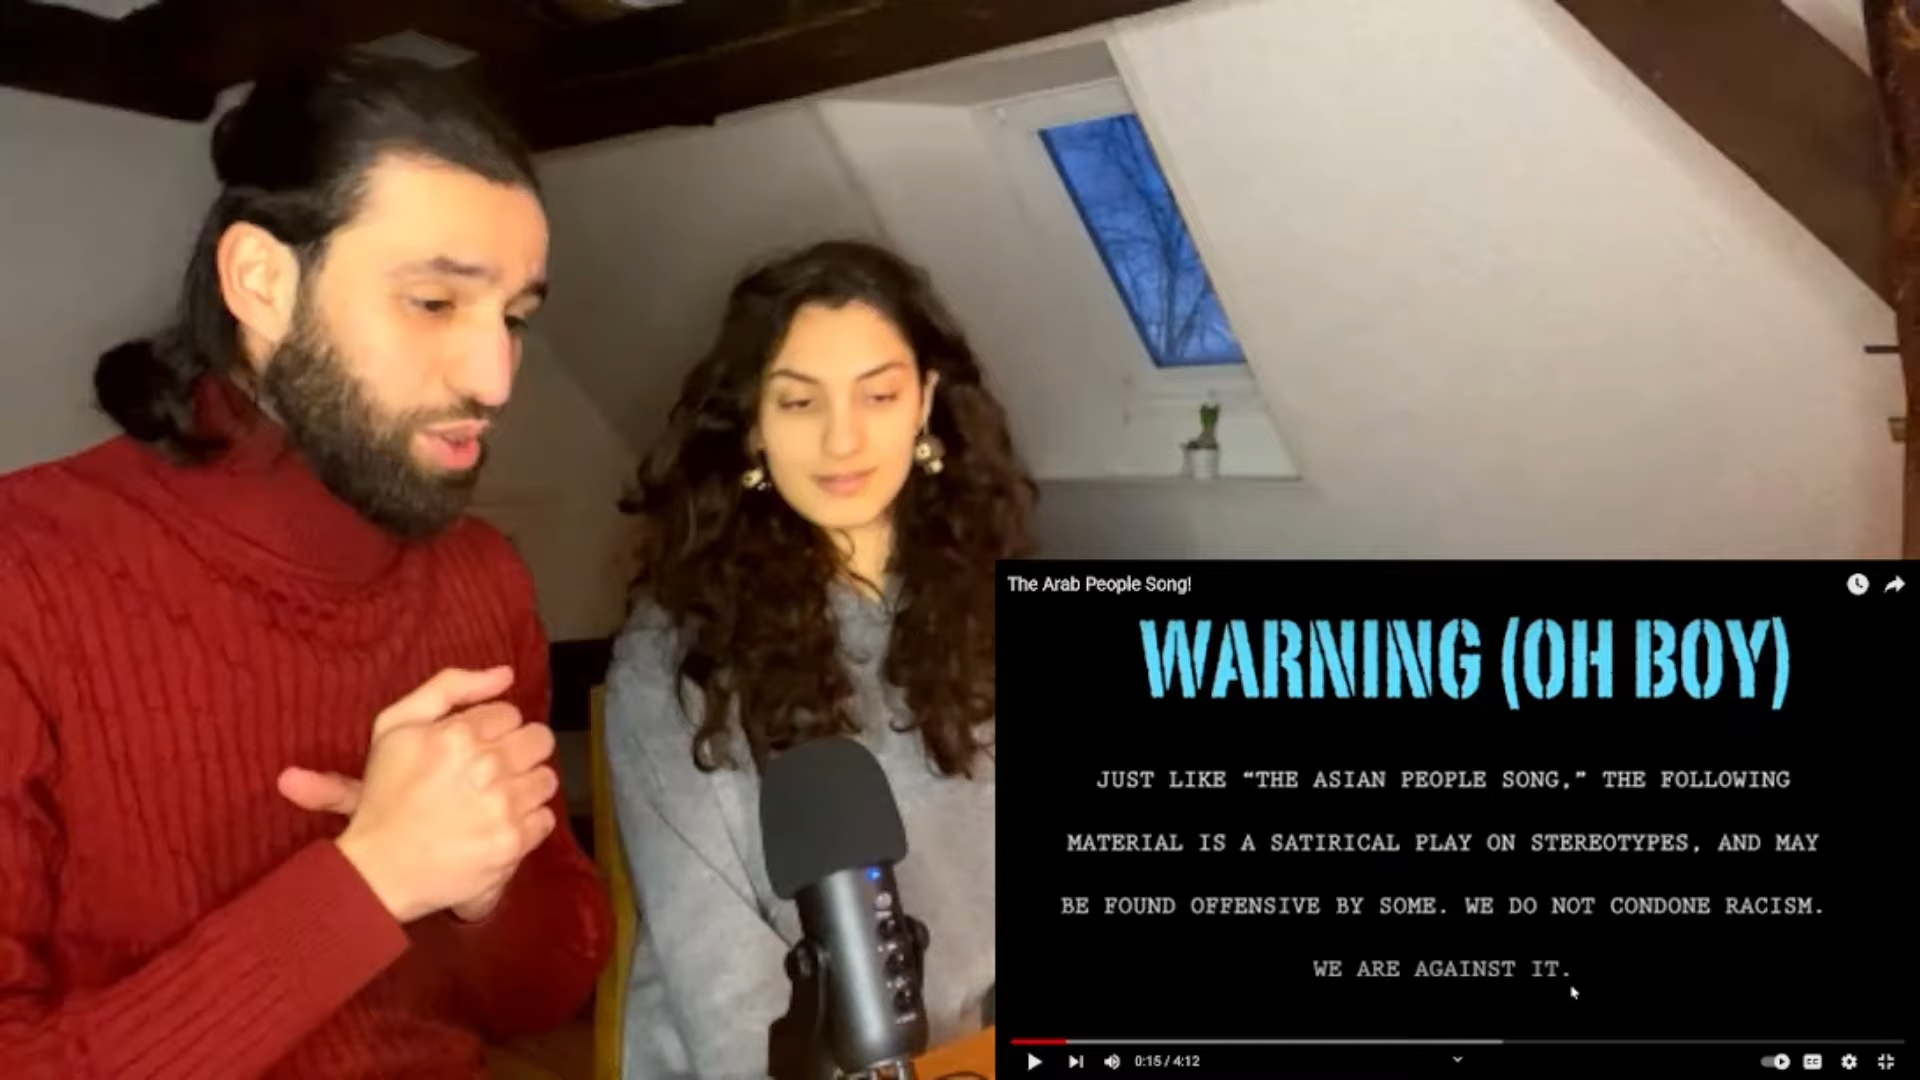 The Arab People Song!
WARNING (OH BOY)
JUST LIKE “THE ASIAN PEOPLE SONG,” THE FOLLOWING
MATERIAL IS A SATIRICAL PLAY ON STEREOTYPES, AND MAY
BE FOUND OFFENSIVE BY SOME. WE DO NOT CONDONE RACISM.
WE ARE AGAINST IT.
0:15 / 4:12
CC